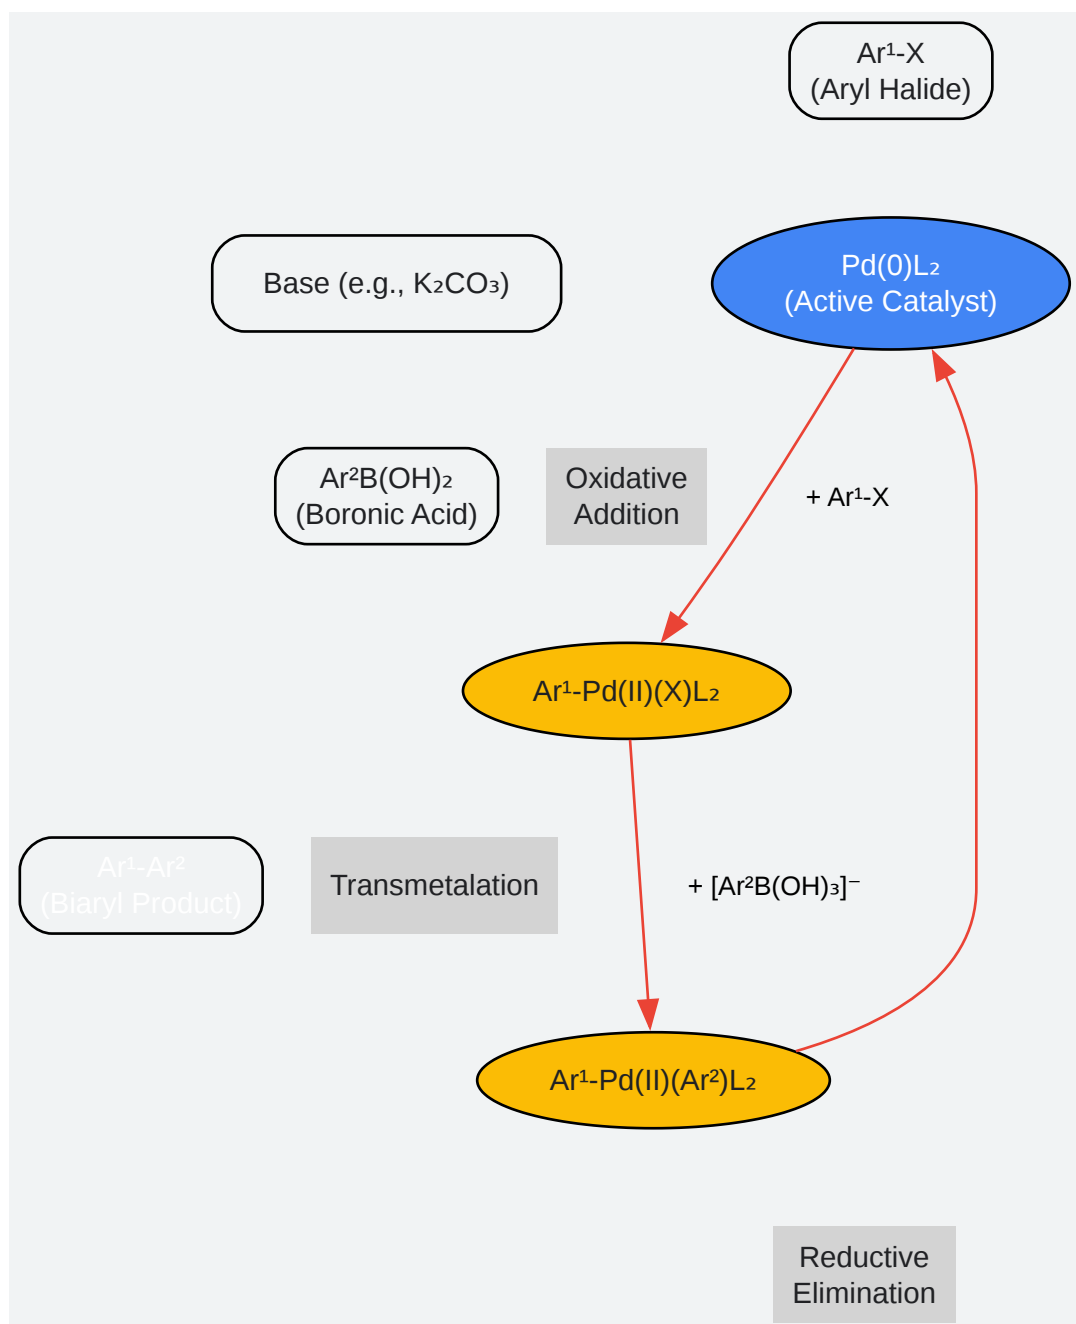 Ar¹-X
(Aryl Halide)
Base (e.g., K₂CO₃)
Pd(0)L₂
(Active Catalyst)
Ar²B(OH)₂
(Boronic Acid)
Oxidative
Addition
+ Ar¹-X
Ar¹-Pd(II)(X)L₂
Ar¹-Ar²
(Biaryl Product)
Transmetalation
+ [Ar²B(OH)₃]⁻
Ar¹-Pd(II)(Ar²)L₂
Reductive
Elimination